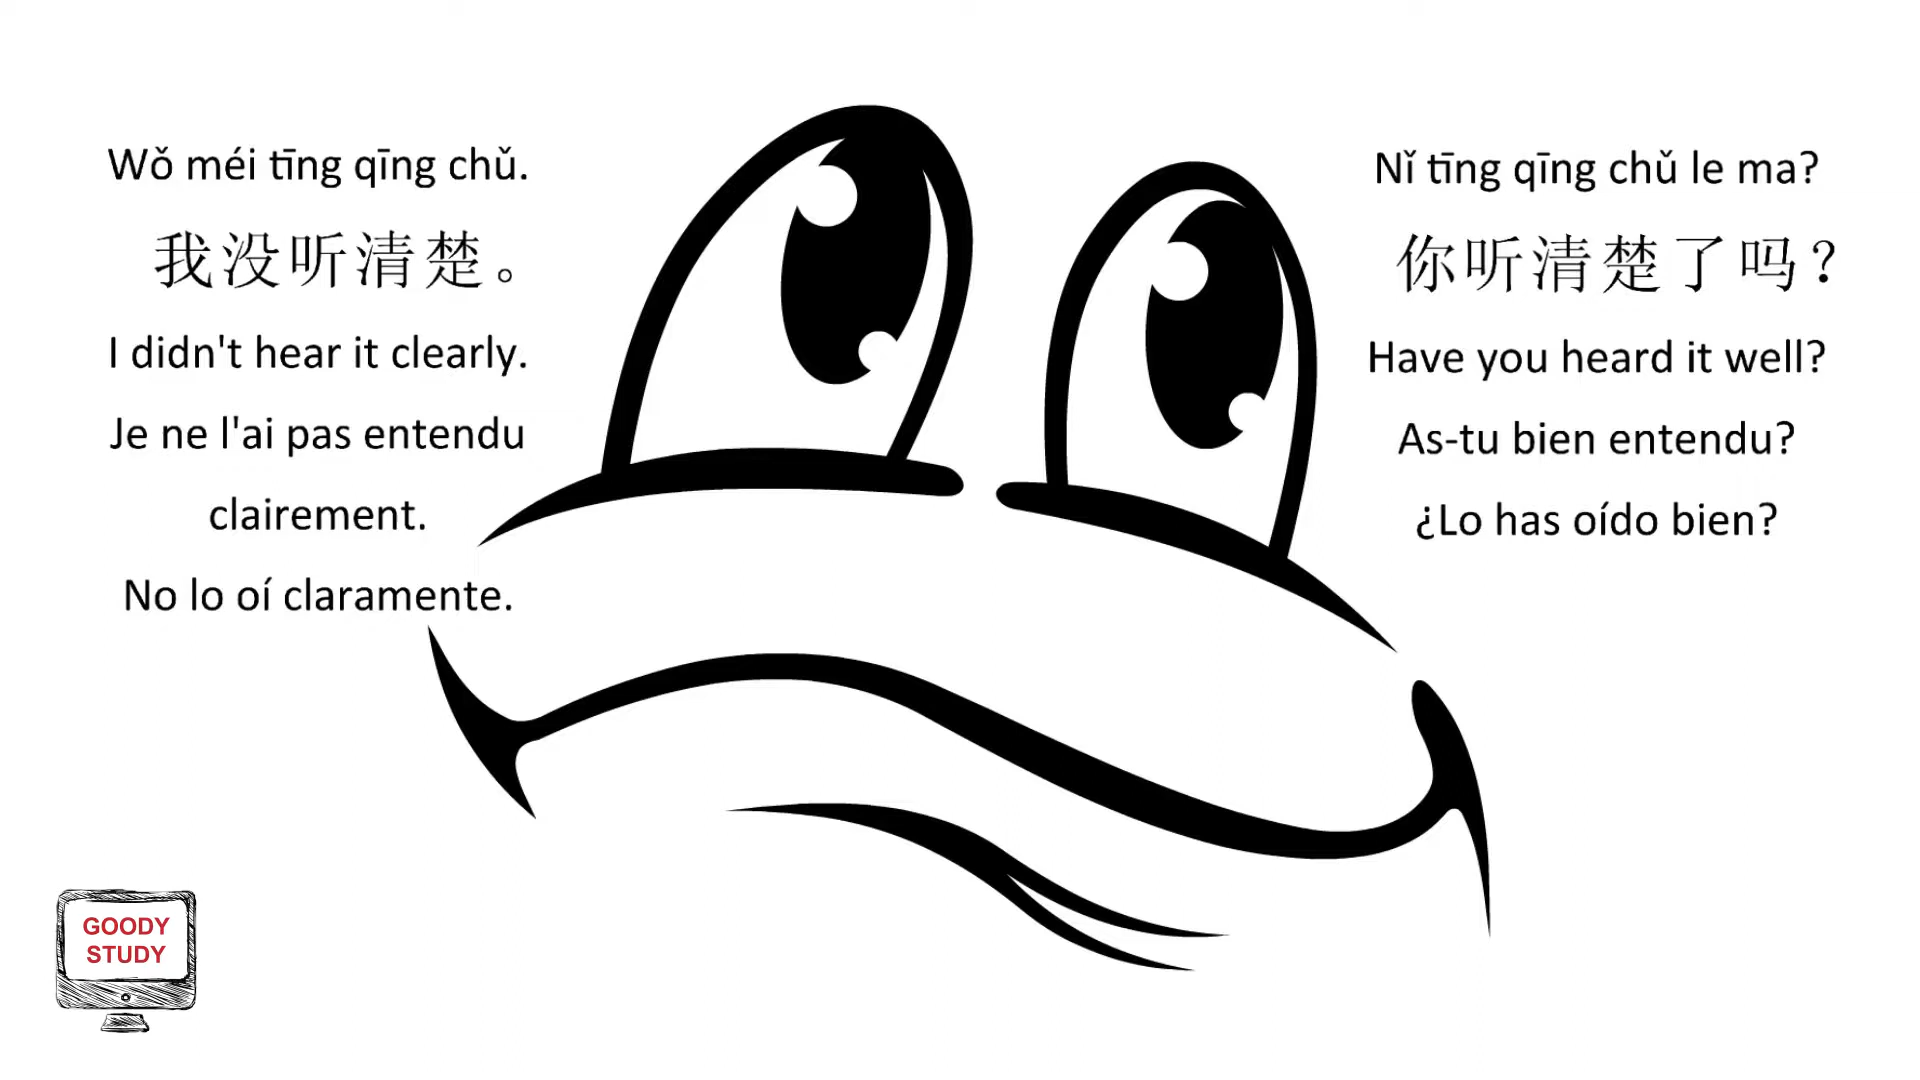 Wǒ méi tīng qīng chǔ.
我没听清楚。
I didn't hear it clearly.
Je ne l'ai pas entendu
clairement.
No lo oí claramente.
Nǐ tīng qīng chǔ le ma?
你听清楚了吗？
Have you heard it well?
As-tu bien entendu?
¿Lo has oído bien?
GOODY
STUDY